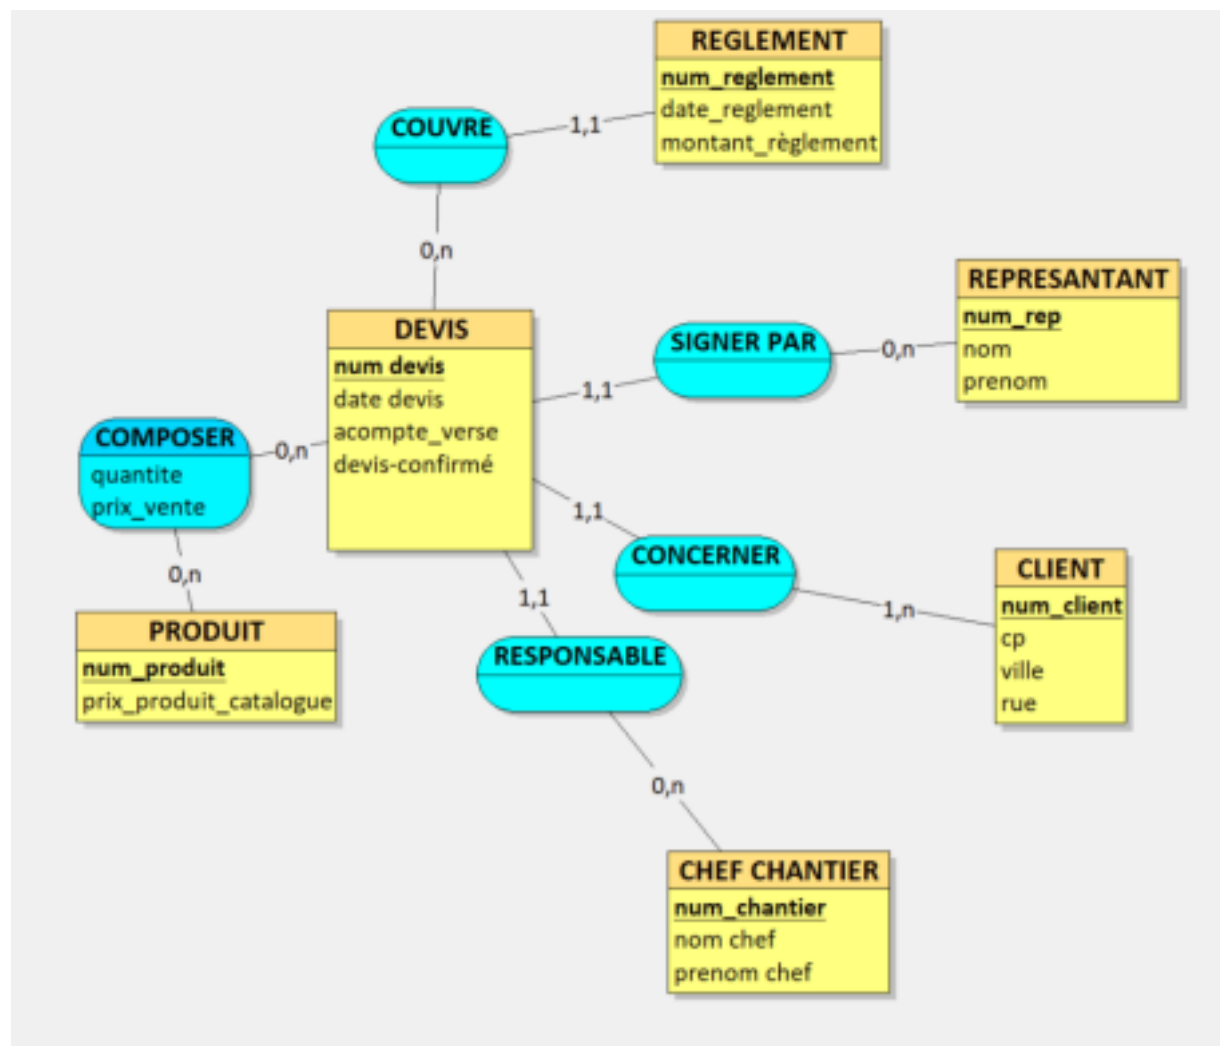 REGLEMENT
num_reglement
date_reglement
montant_règlement
COUVRE
1,1
0,n
REPRESANTANT
num_rep
nom
prenom
SIGNER PAR
0,n
1,1
DEVIS
num devis
date devis
acompte_verse
devis-confirmé
COMPOSER
quantite
prix_vente
0,n
0,n
PRODUIT
num_produit
prix_produit_catalogue
1,1
CONCERNER
1,n
CLIENT
num_client
cp
ville
rue
1,1
RESPONSABLE
0,n
CHEF CHANTIER
num_chantier
nom chef
prenom chef